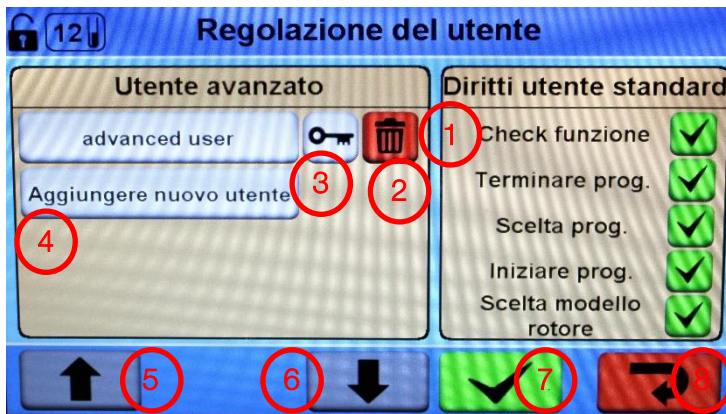 12
Regolazione del utente
Utente avanzato
Diritti utente standard
advanced user
1
Check funzione
3
2
Terminare prog.
Aggiungere nuovo utente
4
Scelta prog.
Iniziare prog.
Scelta modello
rotore
5
6
7
8